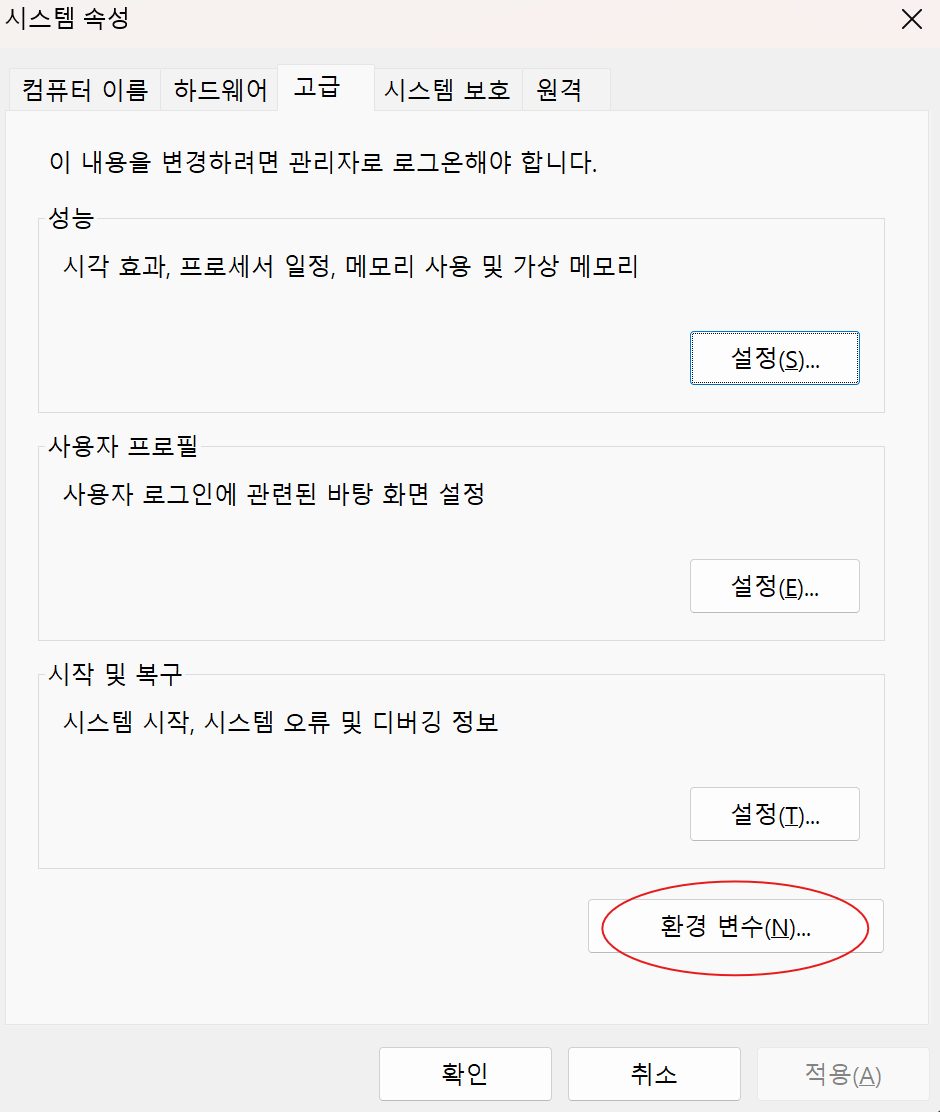 시스템 속성
컴퓨터 이름 하드웨어 고급 시스템 보호 원격
이 내용을 변경하려면 관리자로 로그온해야 합니다.
성능
시각 효과, 프로세서 일정, 메모리 사용 및 가상 메모리
설정(S)...
사용자 프로필
사용자 로그인에 관련된 바탕 화면 설정
설정(E)...
시작 및 복구
시스템 시작, 시스템 오류 및 디버깅 정보
설정(T)...
환경 변수(N)...
확인 취소 적용(A)